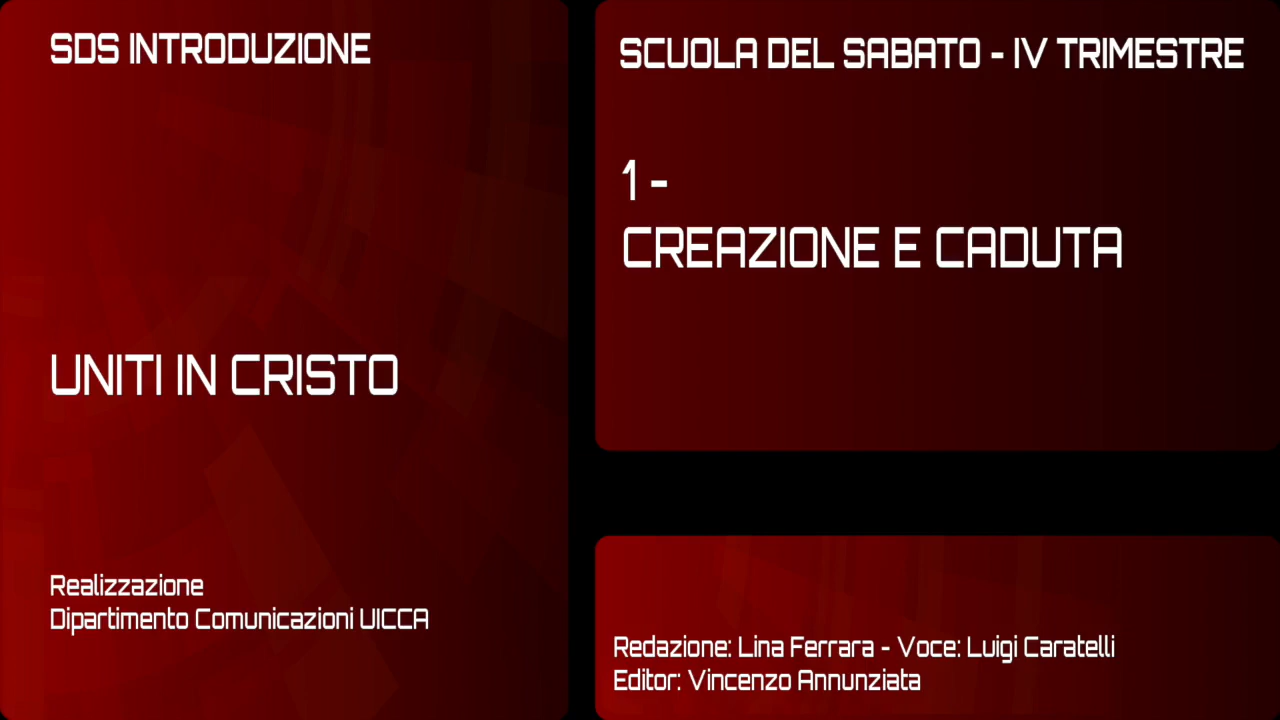 SDS INTRODUZIONE
UNITI IN CRISTO
Realizzazione
Dipartimento Comunicazioni UICCA
SCUOLA DEL SABATO - IV TRIMESTRE
1 -
CREAZIONE E CADUTA
Redazione: Lina Ferrara - Voce: Luigi Caratelli
Editor: Vincenzo Annunziata